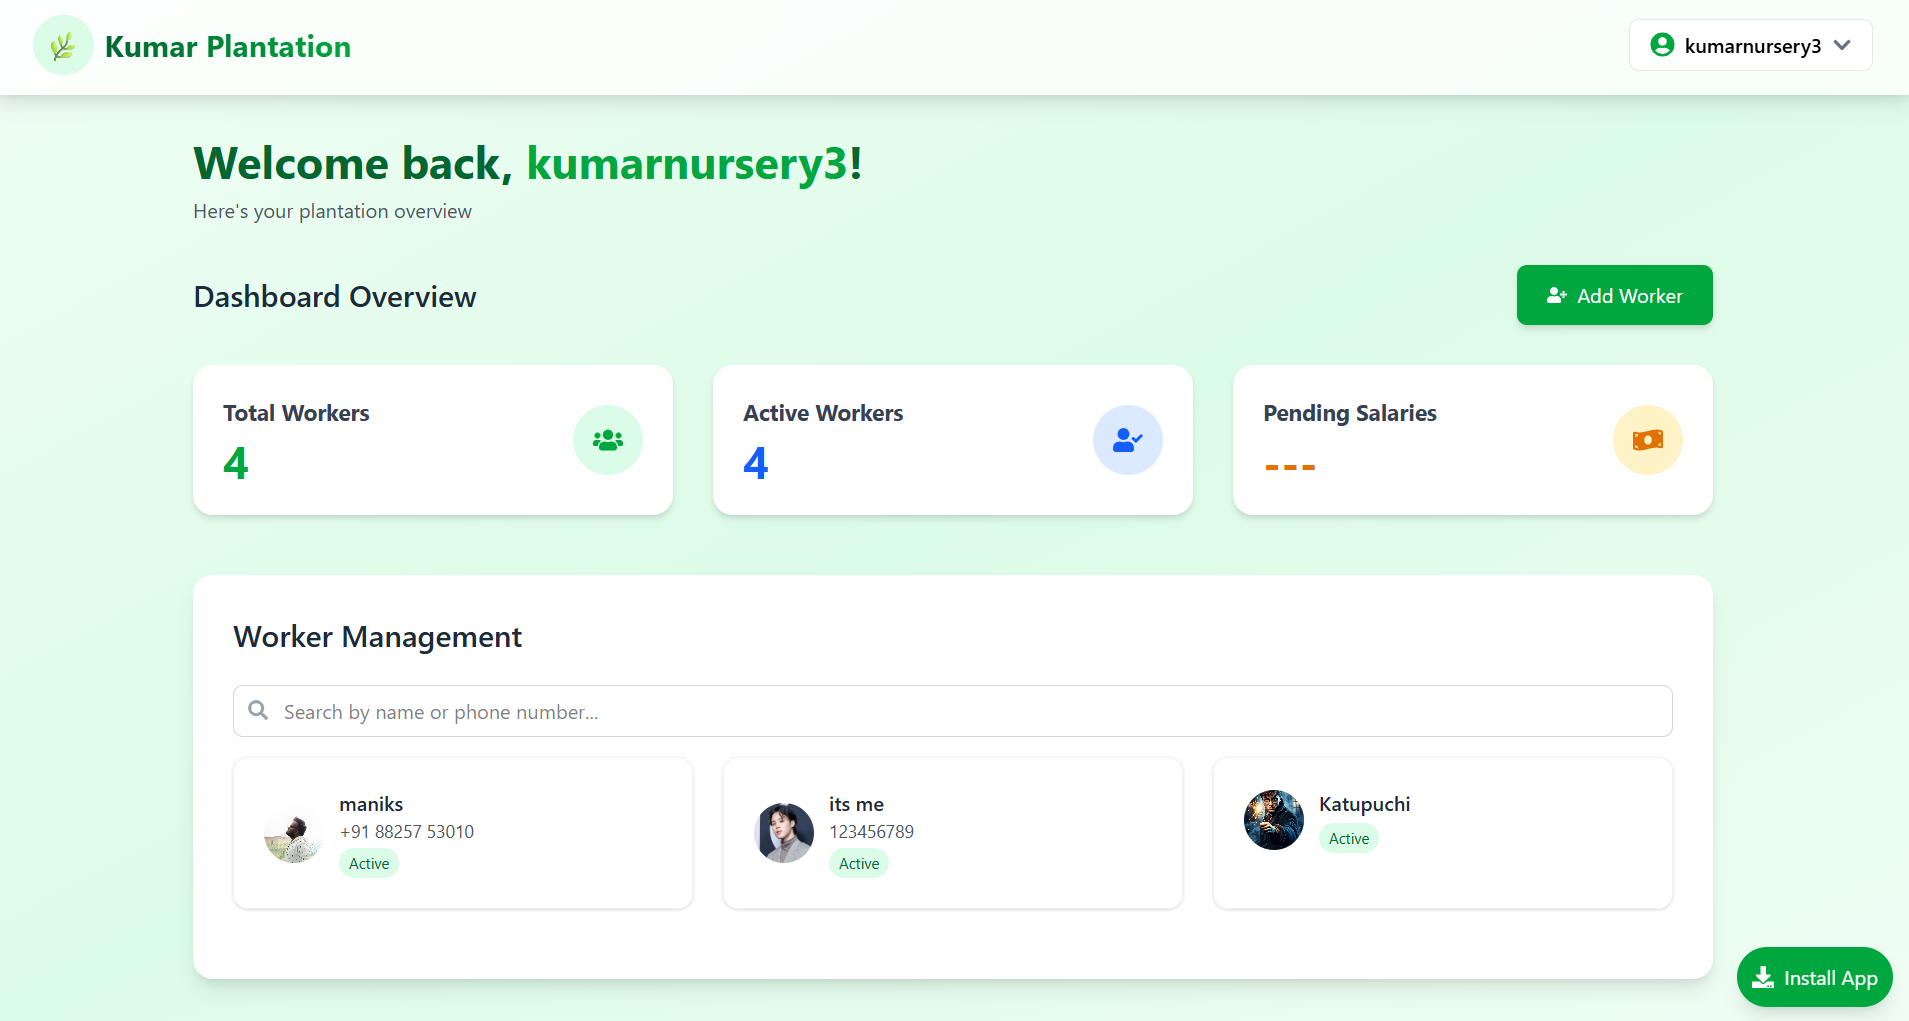 Kumar Plantation
kumarnursery3
Welcome back, kumarnursery3!
Here's your plantation overview
Dashboard Overview
Add Worker
Total Workers
4
Active Workers
4
Pending Salaries
---
Worker Management
Search by name or phone number...
maniks
+91 88257 53010
Active
its me
123456789
Active
Katupuchi
Active
Install App